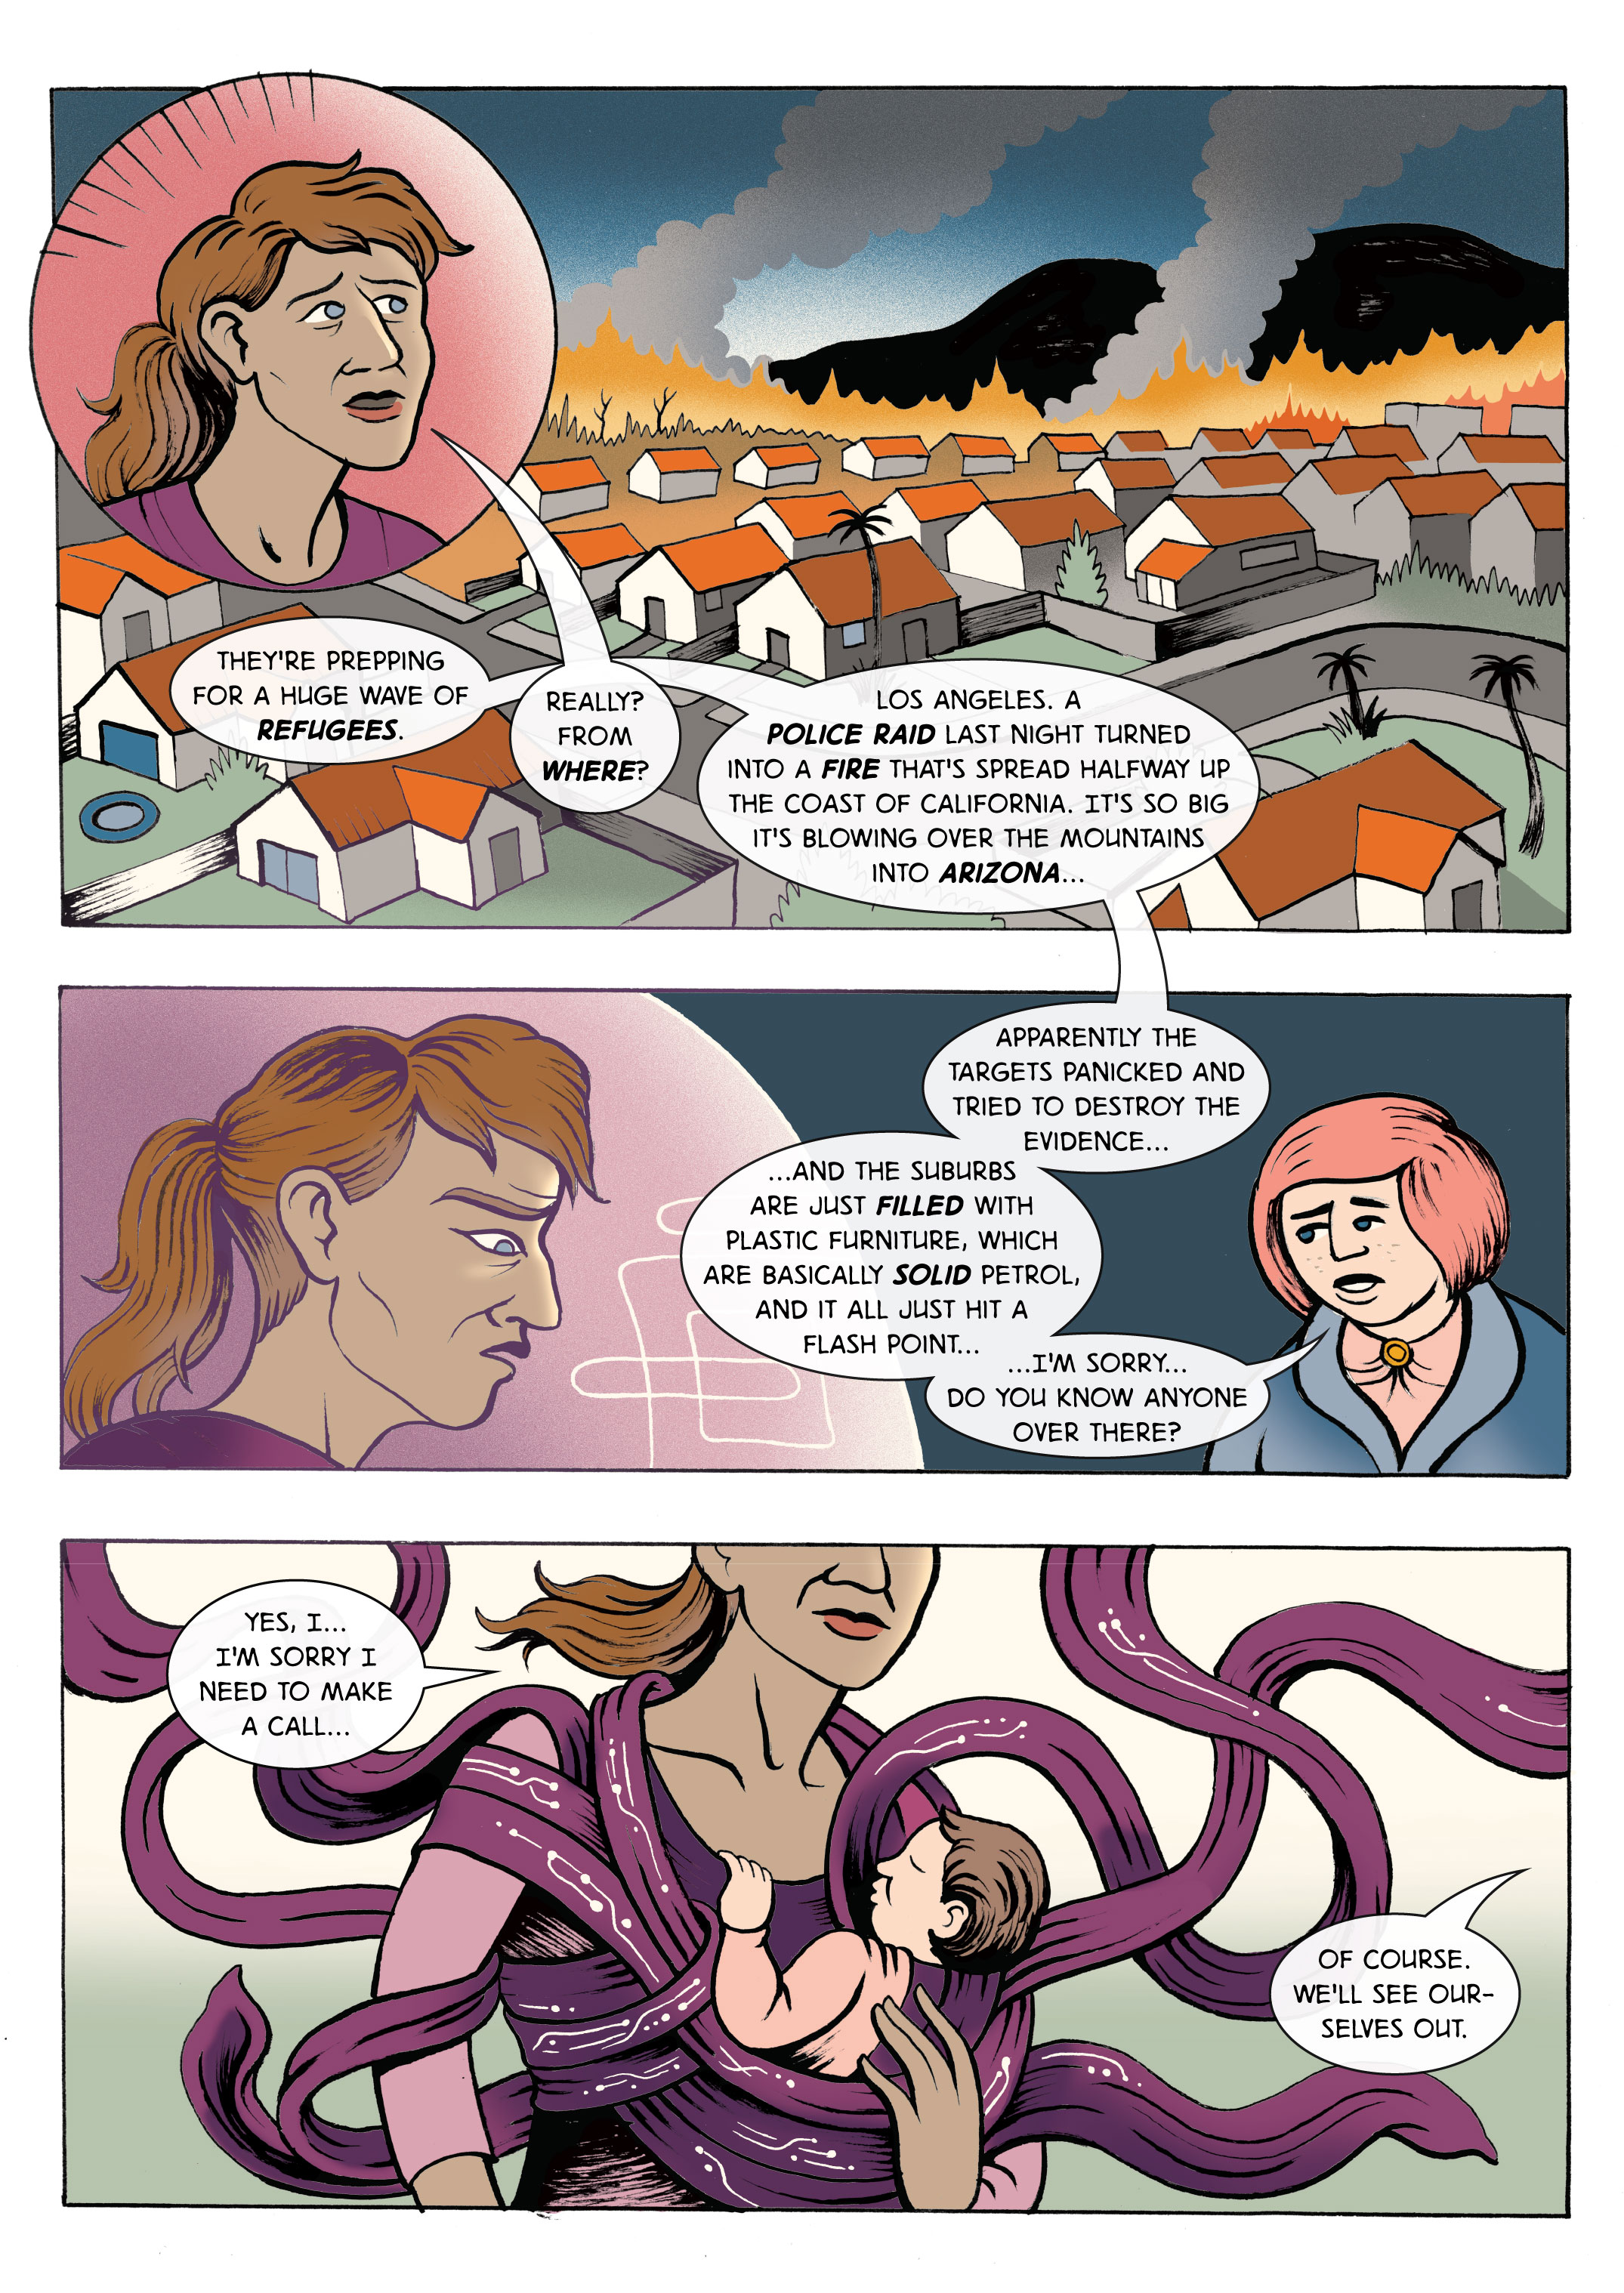 THEY'RE PREPPING
FOR A HUGE WAVE OF
REFUGEES.
REALLY?
FROM
WHERE?
LOS ANGELES. A
POLICE RAID LAST NIGHT TURNED
INTO A FIRE THAT'S SPREAD HALFWAY UP
THE COAST OF CALIFORNIA. IT'S SO BIG
IT'S BLOWING OVER THE MOUNTAINS
INTO ARIZONA...
APPARENTLY THE
TARGETS PANICKED AND
TRIED TO DESTROY THE
EVIDENCE...
...AND THE SUBURBS
ARE JUST FILLED WITH
PLASTIC FURNITURE, WHICH
ARE BASICALLY SOLID PETROL,
AND IT ALL JUST HIT A
FLASH POINT...
...I'M SORRY...
DO YOU KNOW ANYONE
OVER THERE?
YES, I...
I'M SORRY I
NEED TO MAKE
A CALL...
OF COURSE.
WE'LL SEE OUR-
SELVES OUT.